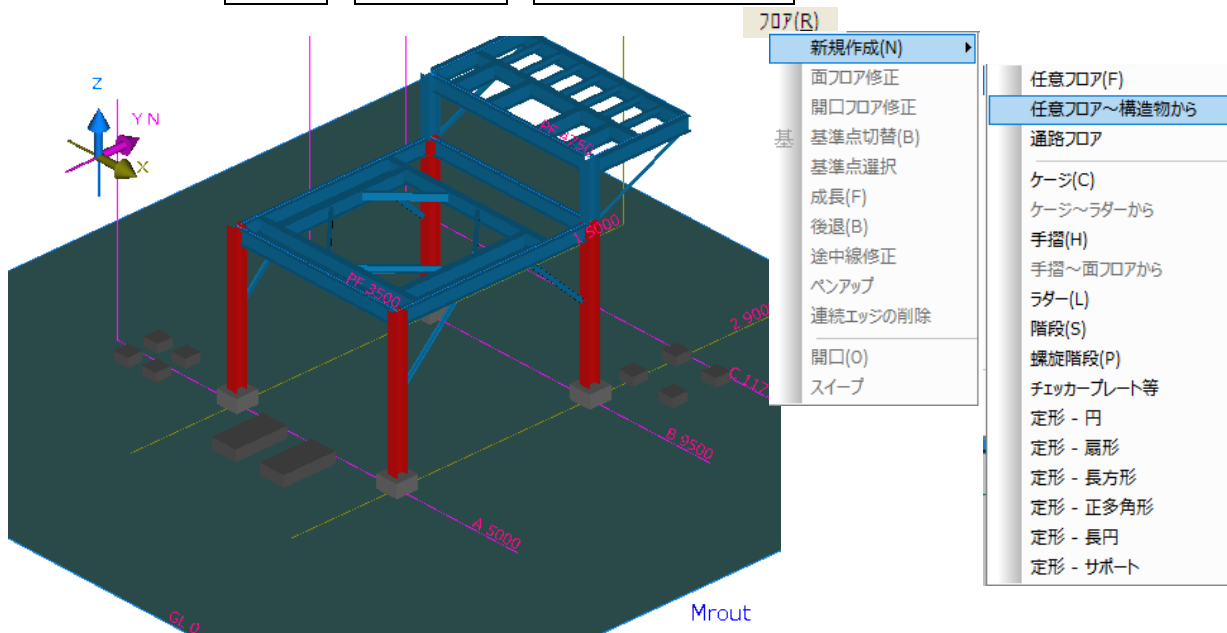 フロア(R)
新規作成(N)
面フロア修正
開口フロア修正
基 基準点切替(B)
基準点選択
成長(F)
後退(B)
途中線修正
ペンアップ
連続エッジの削除
開口(O)
スイープ
任意フロア(F)
任意フロア～構造物から
通路フロア
ケージ(C)
ケージ～ラダーから
手摺(H)
手摺～面フロアから
ラダー(L)
階段(S)
螺旋階段(P)
チェッカープレート等
定形 - 円
定形 - 扇形
定形 - 長方形
定形 - 正多角形
定形 - 長円
定形 - サポート
Z
Y N
X
PF 4750
1 5000
PF 3500
2 9000
B 9500
A 5000
GL 0
Mrout